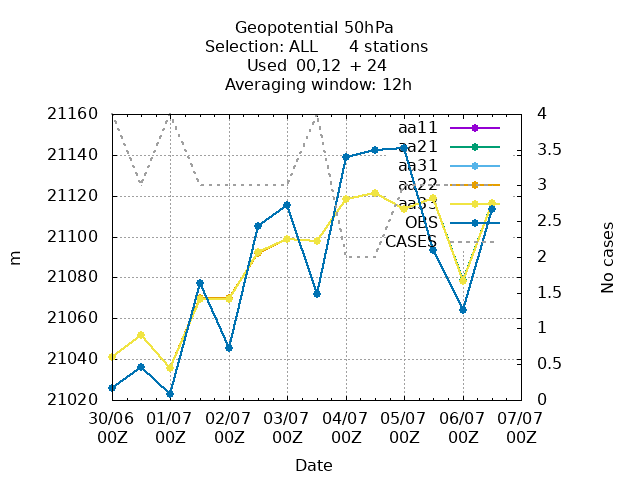 Geopotential 50hPa
Selection: ALL 4 stations
Used 00,12 + 24
Averaging window: 12h
21160
21140
21120
21100
21080
21060
21040
21020
m
4
3.5
3
2.5
2
1.5
1
0.5
0
No cases
aa11
aa21
aa31
aa22
aa33
OBS
CASES
30/06 01/07 02/07 03/07 04/07 05/07 06/07 07/07
00Z 00Z 00Z 00Z 00Z 00Z 00Z 00Z
Date